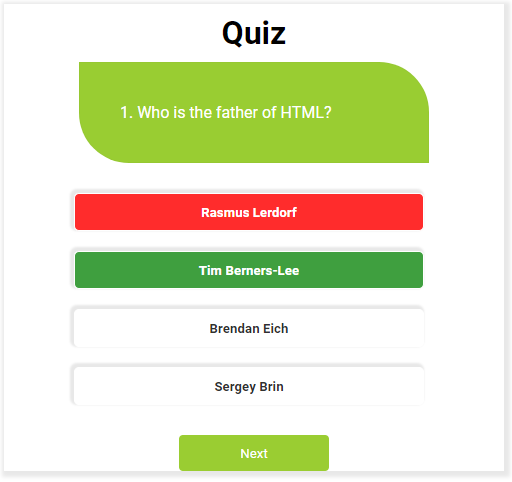 Quiz
1. Who is the father of HTML?
Rasmus Lerdorf
Tim Berners-Lee
Brendan Eich
Sergey Brin
Next